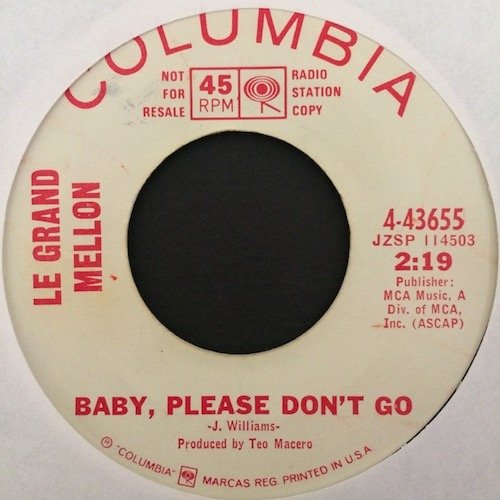 COLUMBIA
NOT
FOR
RESALE
45
RPM
RADIO
STATION
COPY
LE GRAND
MELLON
4-43655
JZSP 114503
2:19
Publisher:
MCA Music, A
Div. of MCA,
Inc. (ASCAP)
BABY, PLEASE DON'T GO
-J. Williams-
Produced by Teo Macero
® "COLUMBIA" MARCAS REG. PRINTED IN U.S.A.